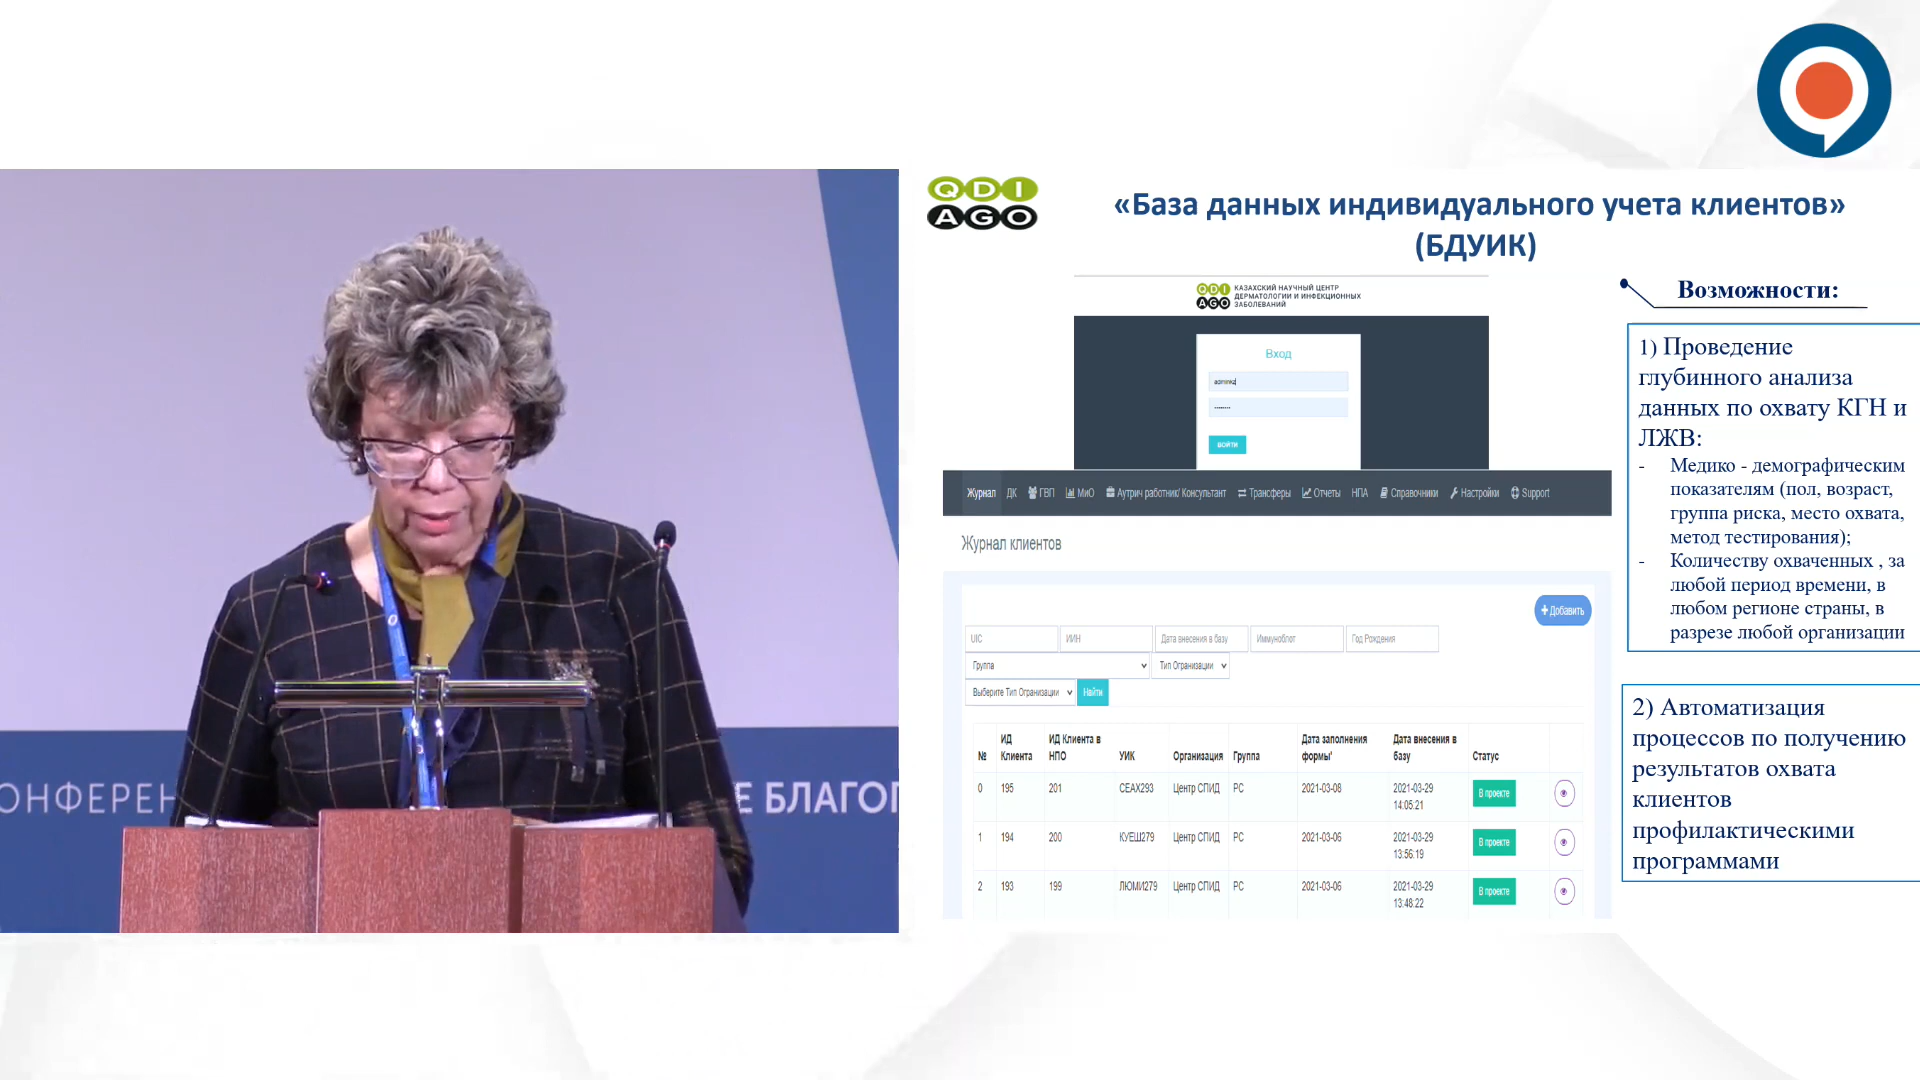 QDI
AGO
«База данных индивидуального учета клиентов»
(БДУИК)
QDI
AGO
КАЗАХСКИЙ НАУЧНЫЙ ЦЕНТР
ДЕРМАТОЛОГИИ И ИНФЕКЦИОННЫХ
ЗАБОЛЕВАНИЙ
Вход
adminkz
••••••••
ВОЙТИ
Журнал ДК ГВП МиО Аутрич работник/ Консультант Трансферы Отчеты НПА Справочники Настройки Support
Журнал клиентов
+ Добавить
UIC ИИН Дата внесения в базу Иммуноблот Год Рождения
Группа Тип Организации
Выберите Тип Организации Найти
№ ИД Клиента ИД Клиента в НПО УИК Организация Группа Дата заполнения формы' Дата внесения в базу Статус
0 195 201 СЕАХ293 Центр СПИД РС 2021-03-08 2021-03-29 14:05:21 В проекте
1 194 200 КУЕШ279 Центр СПИД РС 2021-03-06 2021-03-29 13:56:19 В проекте
2 193 199 ЛЮМИ279 Центр СПИД РС 2021-03-06 2021-03-29 13:48:22 В проекте
Возможности:
1) Проведение
глубинного анализа
данных по охвату КГН и
ЛЖВ:
- Медико - демографическим
показателям (пол, возраст,
группа риска, место охвата,
метод тестирования);
- Количеству охваченных , за
любой период времени, в
любом регионе страны, в
разрезе любой организации
2) Автоматизация
процессов по получению
результатов охвата
клиентов
профилактическими
программами
ОНФЕРЕН
Е БЛАГОП